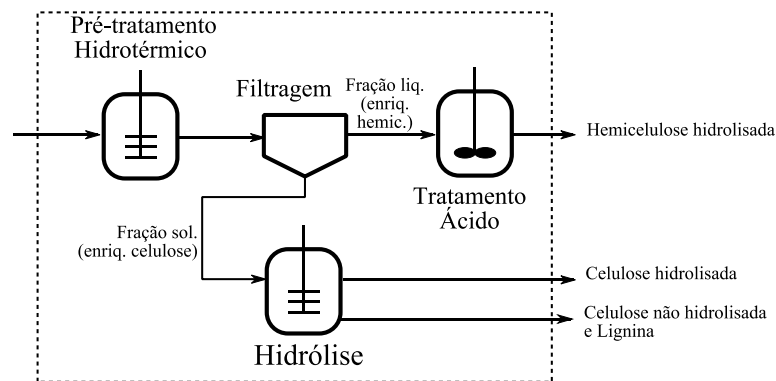 Pré-tratamento
Hidrotérmico
Filtragem
Fração liq.
(enriq.
hemic.)
Hemicelulose hidrolisada
Tratamento
Ácido
Fração sol.
(enriq. celulose)
Celulose hidrolisada
Celulose não hidrolisada
e Lignina
Hidrólise